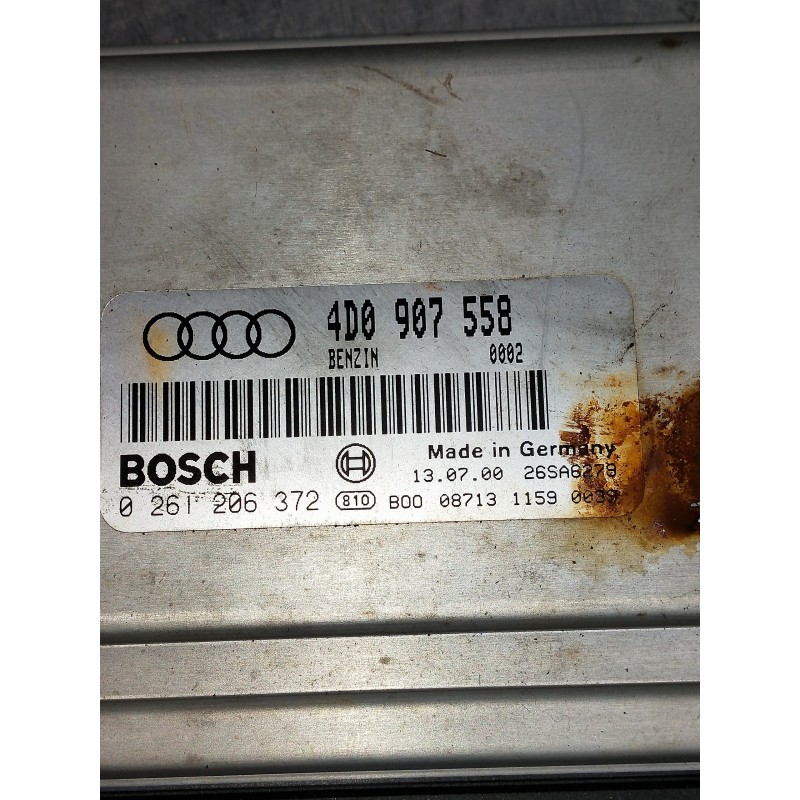 4D0 907 558
BENZIN 0002
BOSCH Made in Germany
13.07.00 26SA6278
0 261 206 372 810 B00 08713 1159 0039